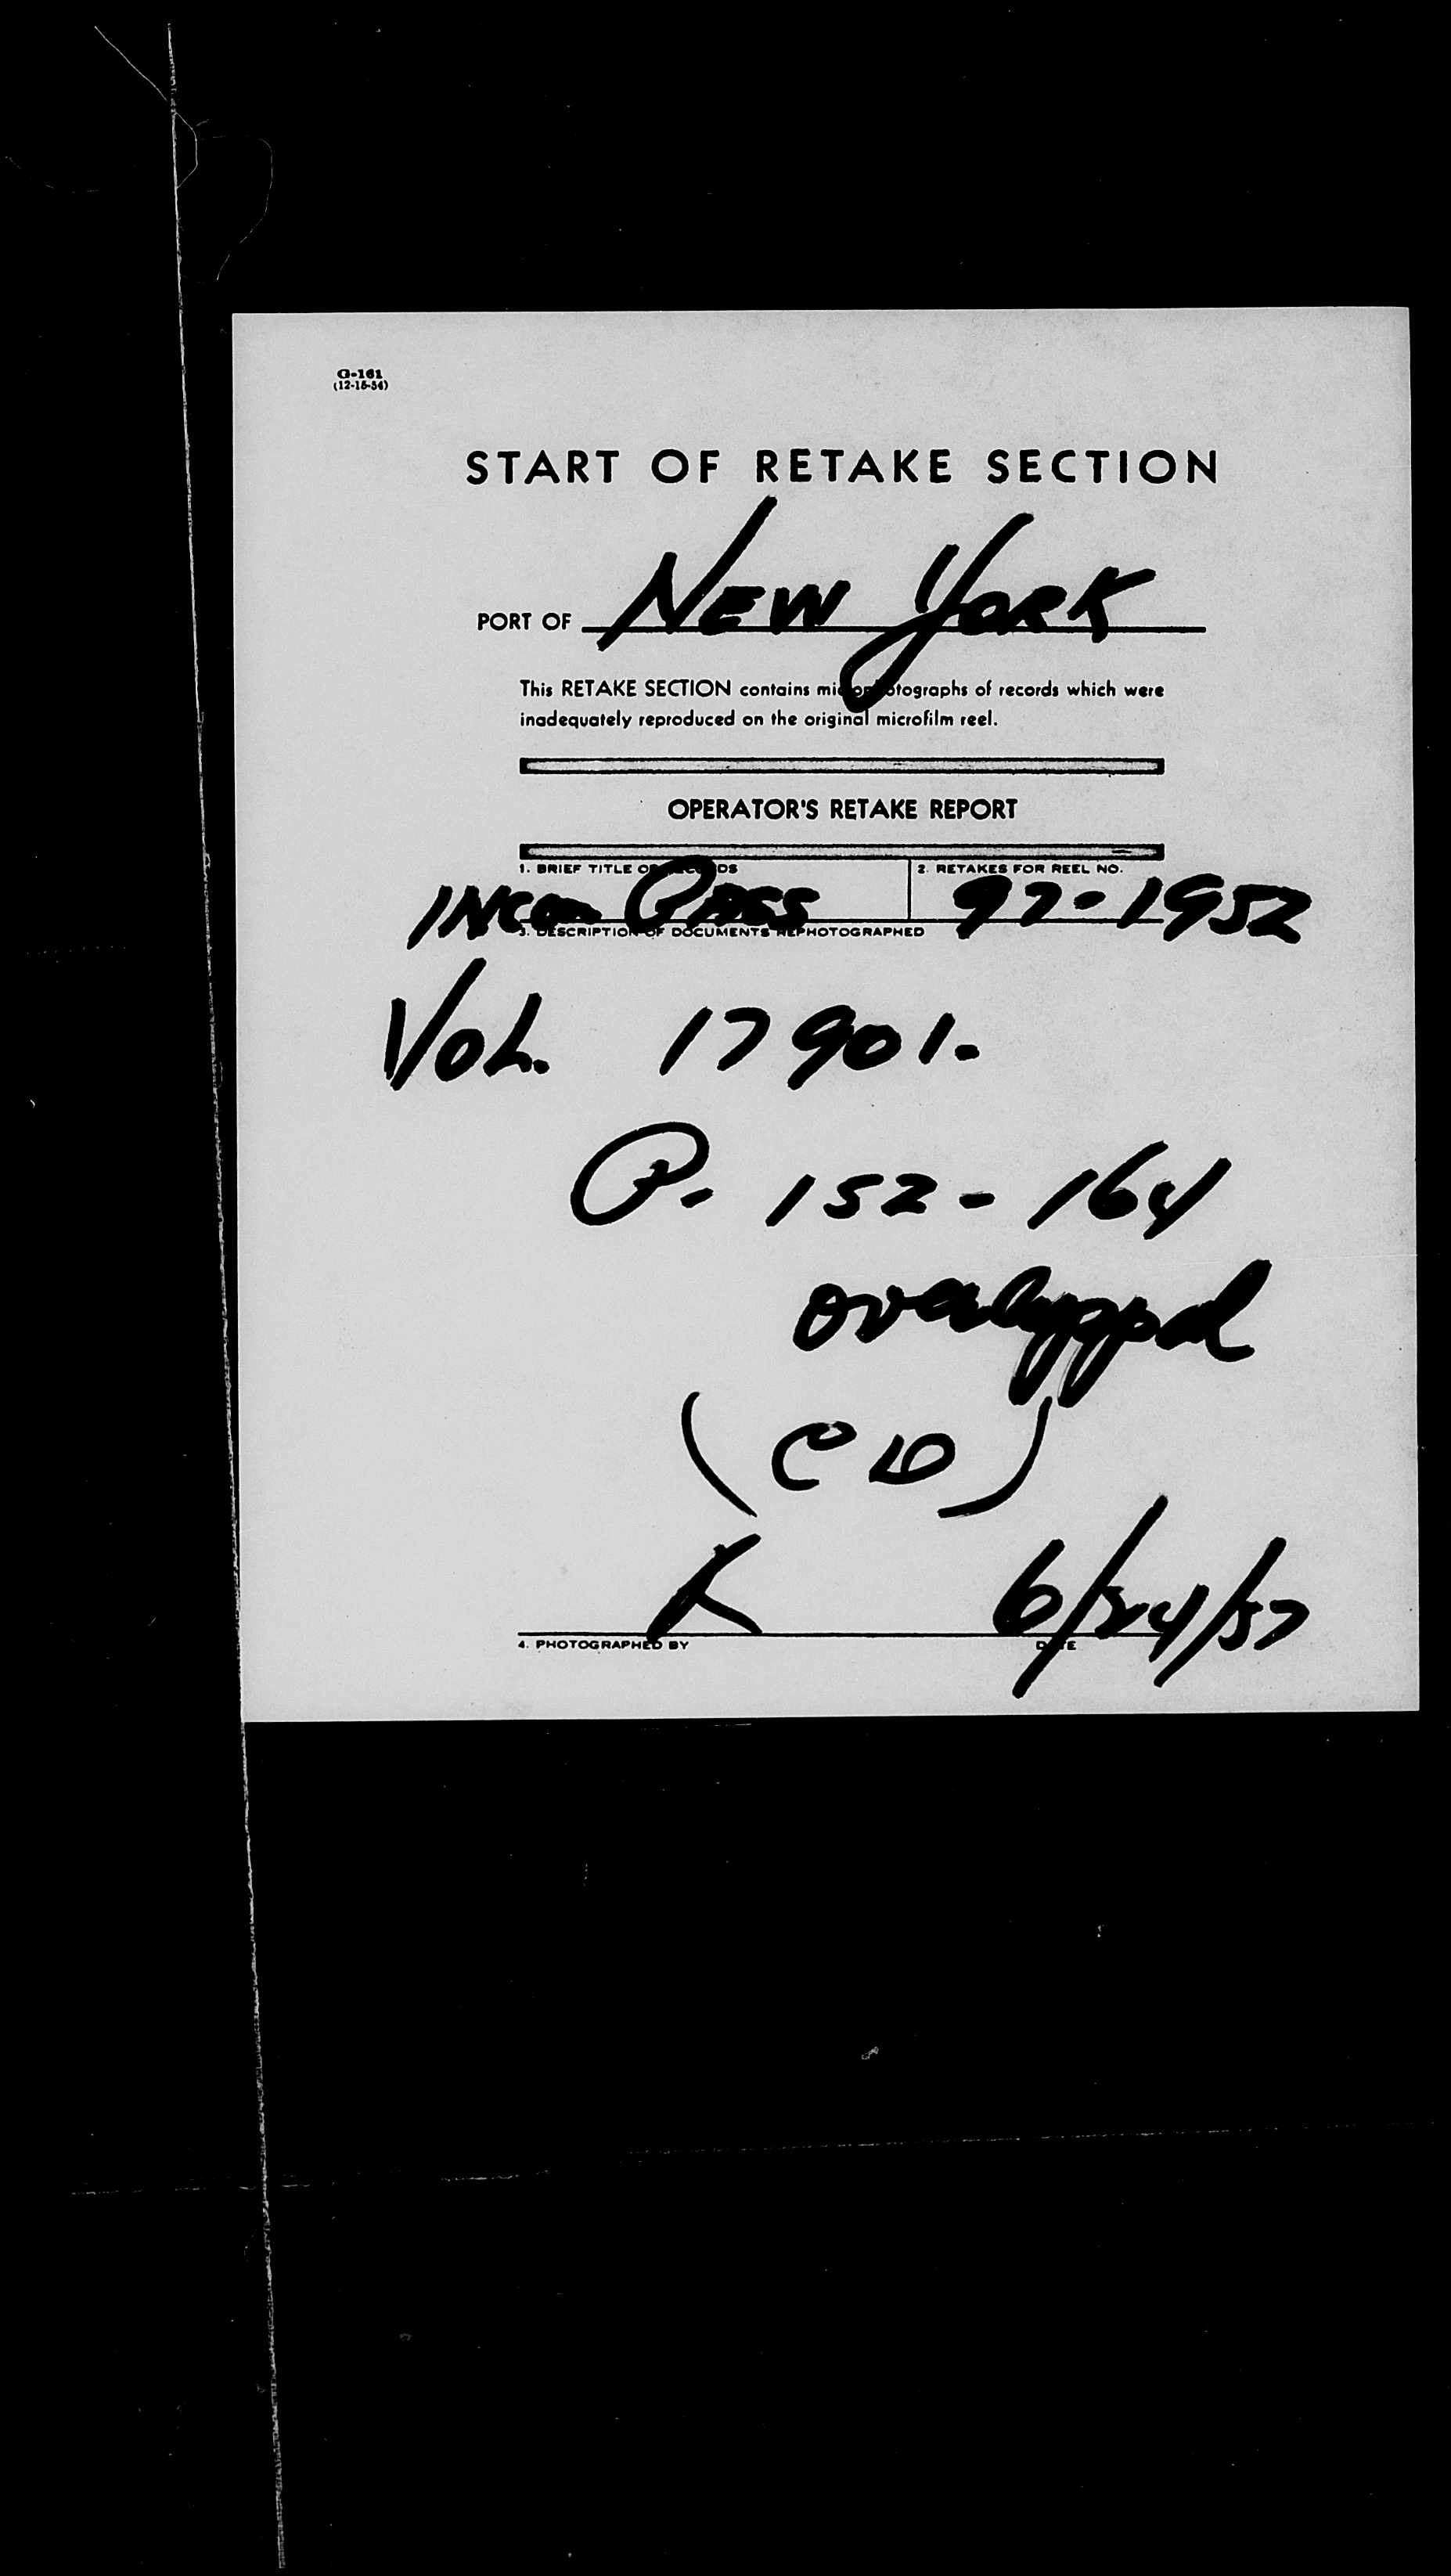 G-161
(12-15-54)
START OF RETAKE SECTION
PORT OF NEW YORK
This RETAKE SECTION contains microphotographs of records which were
inadequately reproduced on the original microfilm reel.
OPERATOR'S RETAKE REPORT
1. BRIEF TITLE OF RECORDS 2. RETAKES FOR REEL NO.
INCOM PASS 97-1952
3. DESCRIPTION OF DOCUMENTS REPHOTOGRAPHED
VOL. 17901.
P. 152-164
overlapped
K 6/24/57
4. PHOTOGRAPHED BY DATE